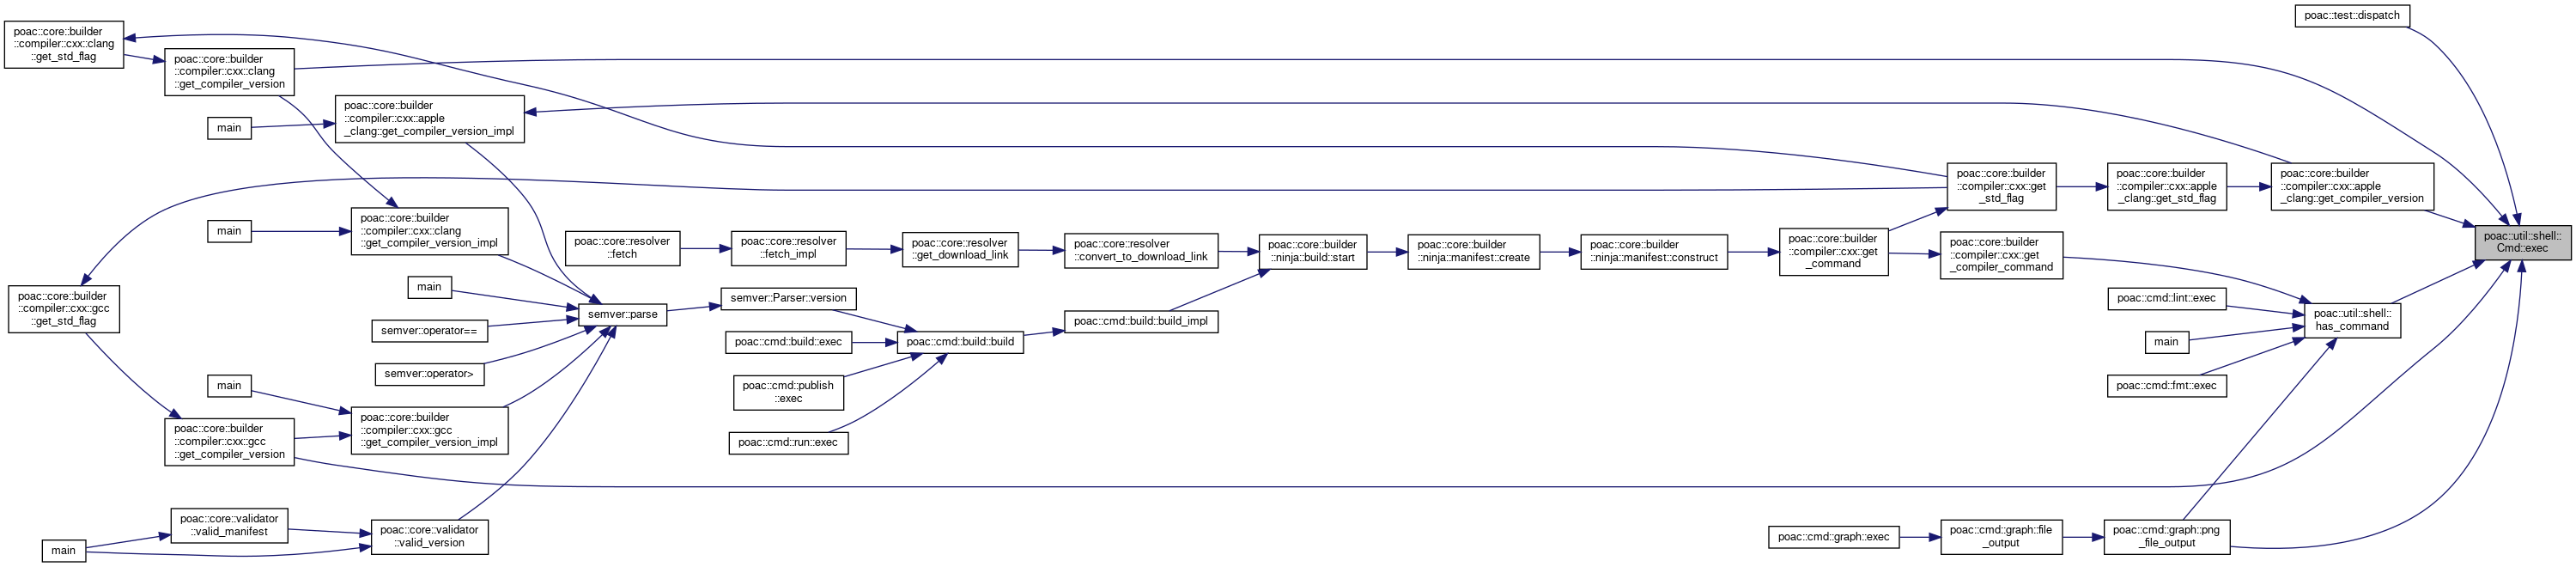 poac::core::builder
::compiler::cxx::clang
::get_std_flag
poac::core::builder
::compiler::cxx::clang
::get_compiler_version
poac::core::builder
::compiler::cxx::apple
_clang::get_compiler_version_impl
main
poac::core::builder
::compiler::cxx::clang
::get_compiler_version_impl
main
main
semver::operator==
semver::operator>
semver::parse
poac::core::builder
::compiler::cxx::gcc
::get_std_flag
main
poac::core::builder
::compiler::cxx::gcc
::get_compiler_version_impl
poac::core::builder
::compiler::cxx::gcc
::get_compiler_version
poac::core::validator
::valid_manifest
main
poac::core::validator
::valid_version
poac::core::resolver
::fetch
poac::core::resolver
::fetch_impl
poac::core::resolver
::get_download_link
poac::core::resolver
::convert_to_download_link
semver::Parser::version
poac::cmd::build::exec
poac::cmd::publish
::exec
poac::cmd::run::exec
poac::cmd::build::build
poac::cmd::build::build_impl
poac::core::builder
::ninja::build::start
poac::core::builder
::ninja::manifest::create
poac::core::builder
::ninja::manifest::construct
poac::core::builder
::compiler::cxx::get
_command
poac::core::builder
::compiler::cxx::get
_std_flag
poac::core::builder
::compiler::cxx::get
_compiler_command
poac::core::builder
::compiler::cxx::apple
_clang::get_std_flag
poac::core::builder
::compiler::cxx::apple
_clang::get_compiler_version
poac::test::dispatch
poac::util::shell::
Cmd::exec
poac::cmd::lint::exec
main
poac::cmd::fmt::exec
poac::util::shell::
has_command
poac::cmd::graph::exec
poac::cmd::graph::file
_output
poac::cmd::graph::png
_file_output